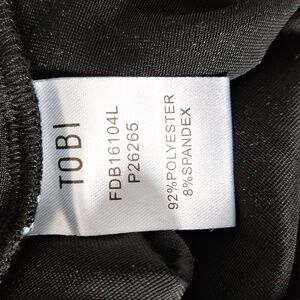 TOBI
FDB16104L
P26265
92%POLYESTER
8%SPANDEX